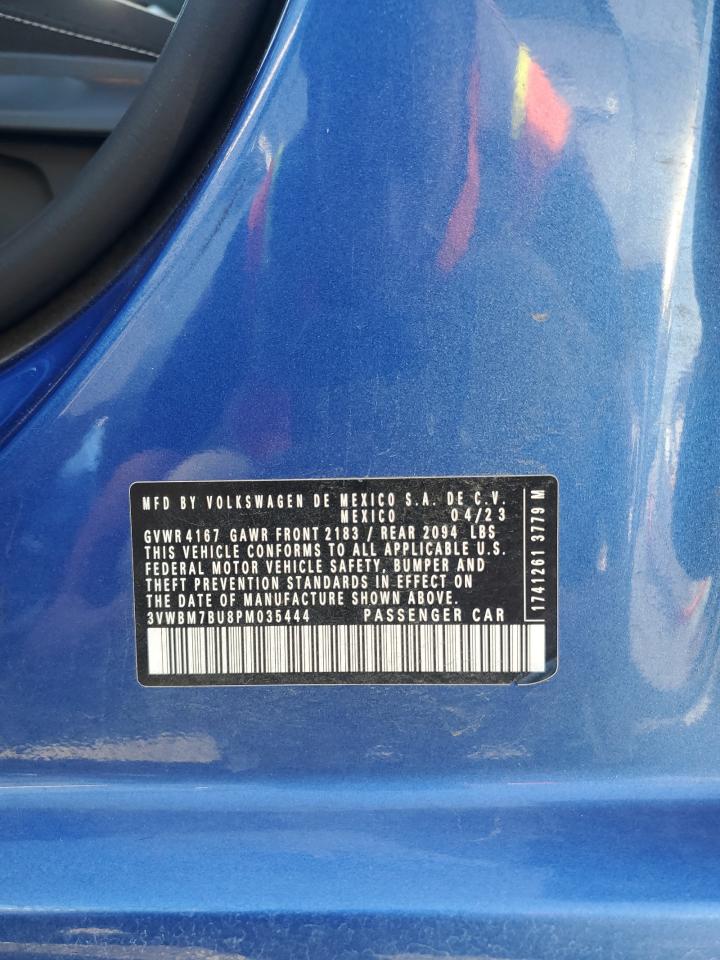 MFD BY VOLKSWAGEN DE MEXICO S.A. DE C.V.
MEXICO 04/23
GVWR 4167 GAWR FRONT 2183 / REAR 2094 LBS
THIS VEHICLE CONFORMS TO ALL APPLICABLE U.S.
FEDERAL MOTOR VEHICLE SAFETY, BUMPER AND
THEFT PREVENTION STANDARDS IN EFFECT ON
THE DATE OF MANUFACTURE SHOWN ABOVE.
3VWBM7BU8PM035444 PASSENGER CAR
1741261 3779 M